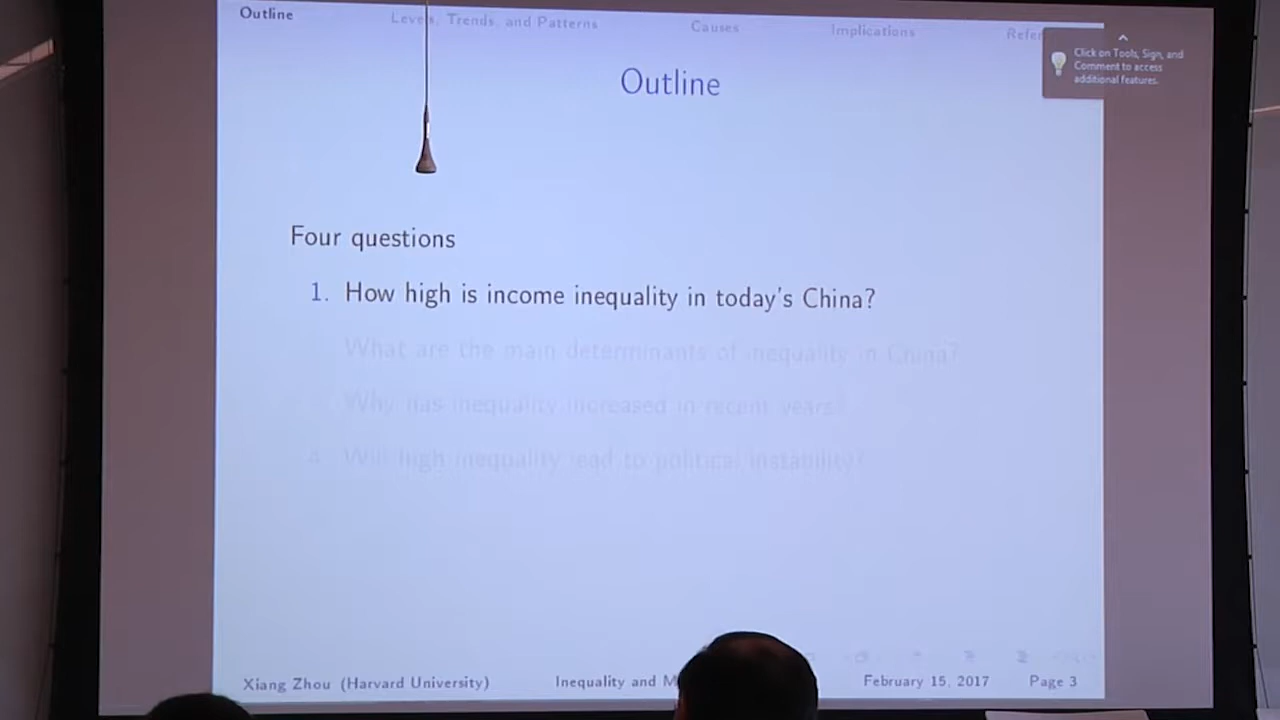 Outline
Levels, Trends, and Patterns
Causes
Implications
Click on Tools, Sign, and
Comment to access
additional features.
Outline
Four questions
1. How high is income inequality in today's China?
What are the main determinants of inequality in China?
Why has inequality increased in recent years?
4. Will high inequality lead to political instability?
Xiang Zhou (Harvard University)
Inequality and
February 15, 2017
Page 3